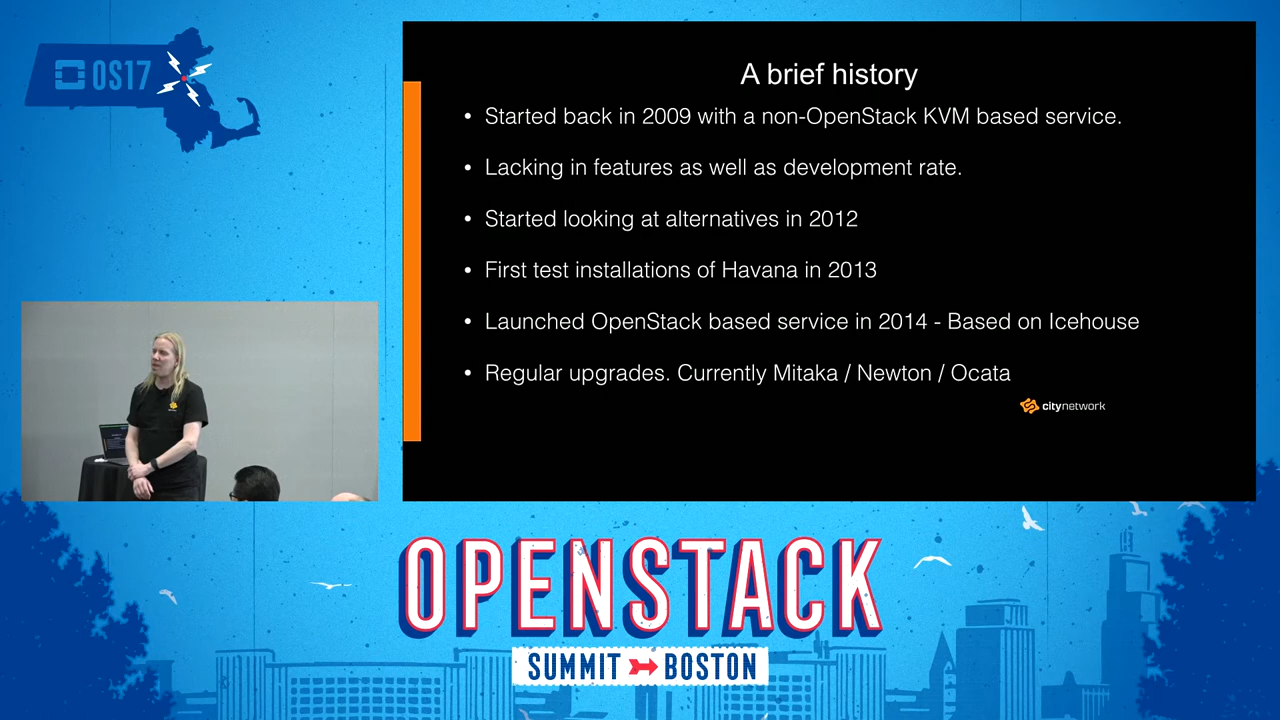 OS17
A brief history
• Started back in 2009 with a non-OpenStack KVM based service.
• Lacking in features as well as development rate.
• Started looking at alternatives in 2012
• First test installations of Havana in 2013
• Launched OpenStack based service in 2014 - Based on Icehouse
• Regular upgrades. Currently Mitaka / Newton / Ocata
citynetwork
OPENSTACK
SUMMIT BOSTON